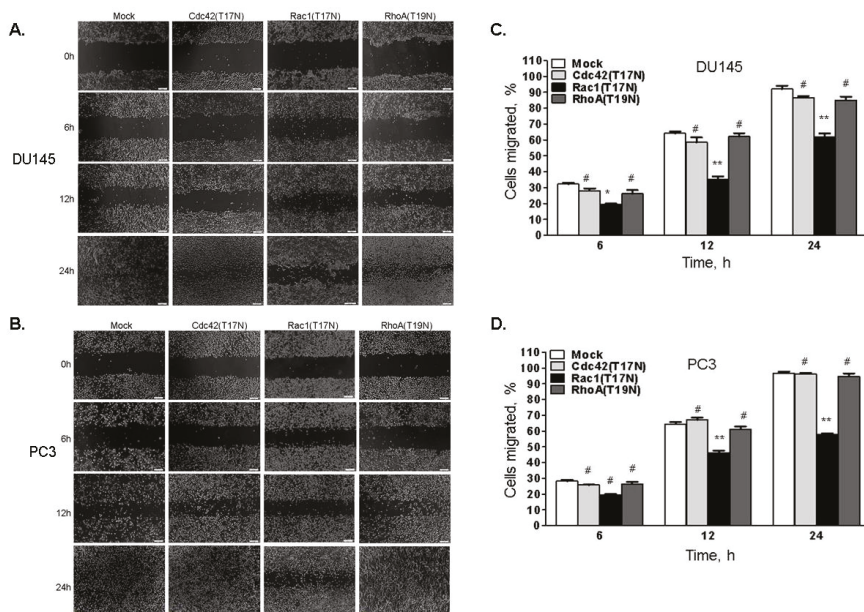 A.
Mock Cdc42(T17N) Rac1(T17N) RhoA(T19N)
0h
6h
DU145
12h
24h
B.
Mock Cdc42(T17N) Rac1(T17N) RhoA(T19N)
0h
6h
PC3
12h
24h
C.
DU145
Mock
Cdc42(T17N)
Rac1(T17N)
RhoA(T19N)
Cells migrated, %
110
100
90
80
70
60
50
40
30
20
10
0
# * #
# ** #
# ** #
6 12 24
Time, h
D.
PC3
Mock
Cdc42(T17N)
Rac1(T17N)
RhoA(T19N)
Cells migrated, %
110
100
90
80
70
60
50
40
30
20
10
0
# # #
# ** #
# ** #
6 12 24
Time, h